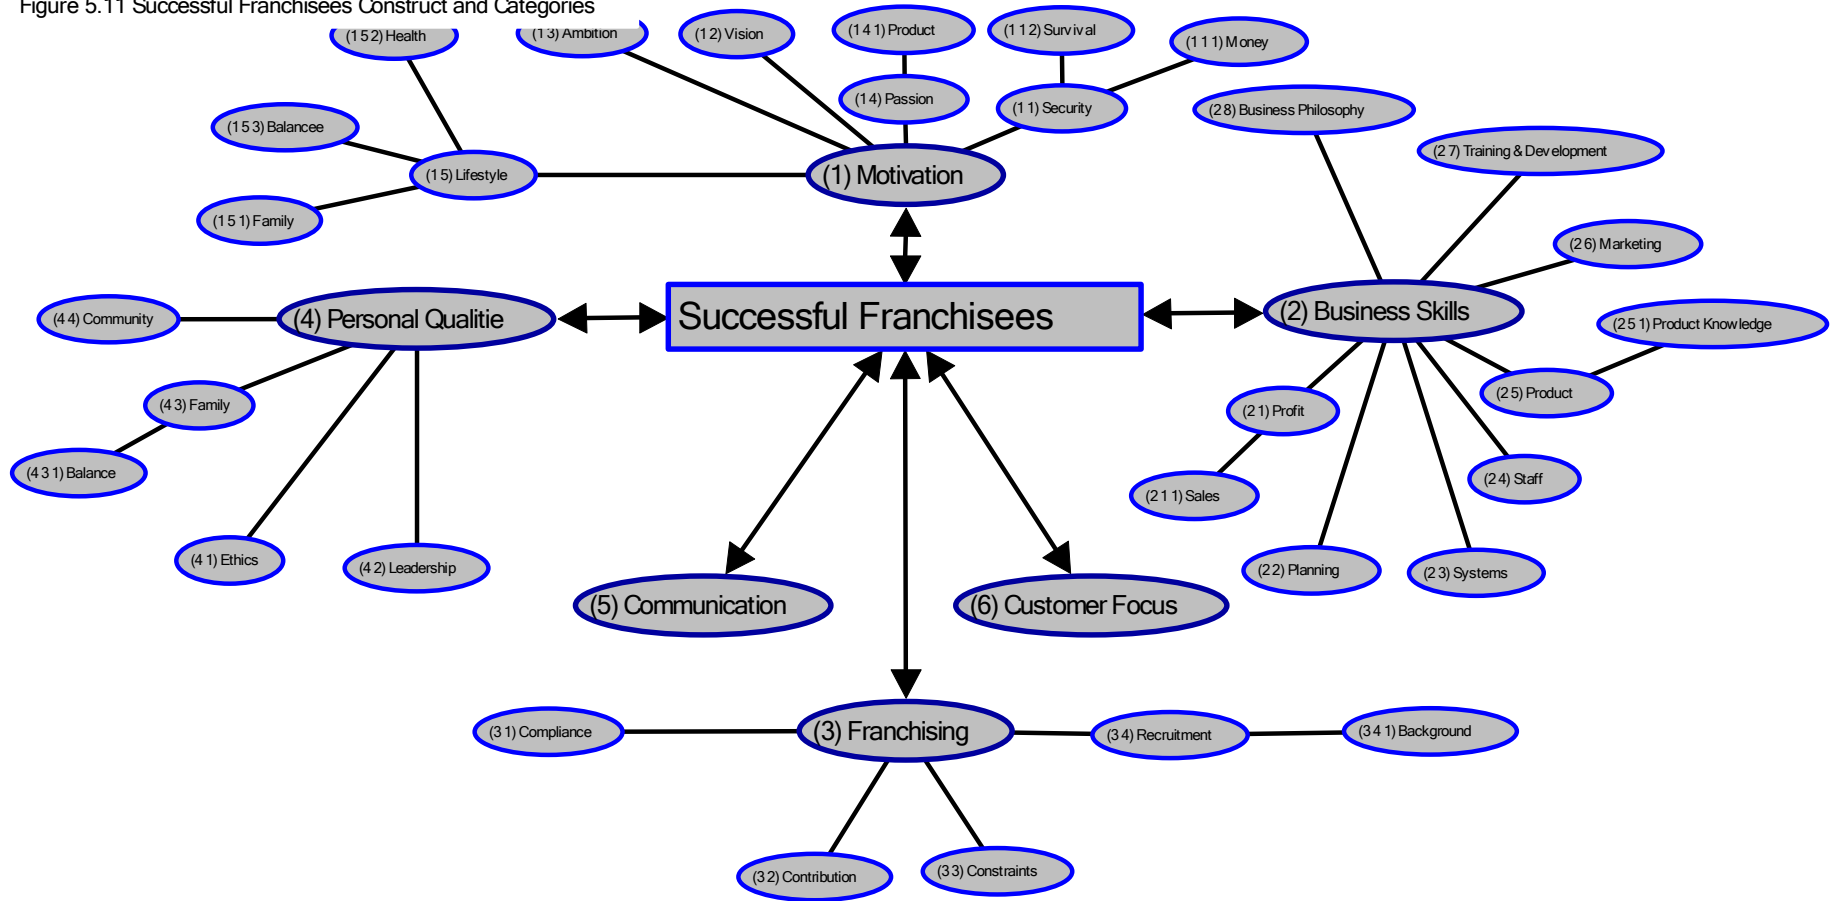 Figure 5.11 Successful Franchisees Construct and Categories
(1 5 2) Health
(1 3) Ambition
(1 2) Vision
(1 4 1) Product
(1 1 2) Survival
(1 1 1) Money
(1 4) Passion
(1 1) Security
(2 8) Business Philosophy
(1 5 3) Balancee
(2 7) Training & Development
(1 5) Lifestyle
(1) Motivation
(1 5 1) Family
(2 6) Marketing
(4 4) Community
(4) Personal Qualitie
Successful Franchisees
(2) Business Skills
(2 5 1) Product Knowledge
(4 3) Family
(2 1) Profit
(2 5) Product
(4 3 1) Balance
(2 1 1) Sales
(2 4) Staff
(4 1) Ethics
(4 2) Leadership
(2 2) Planning
(2 3) Systems
(5) Communication
(6) Customer Focus
(3 1) Compliance
(3) Franchising
(3 4) Recruitment
(3 4 1) Background
(3 2) Contribution
(3 3) Constraints